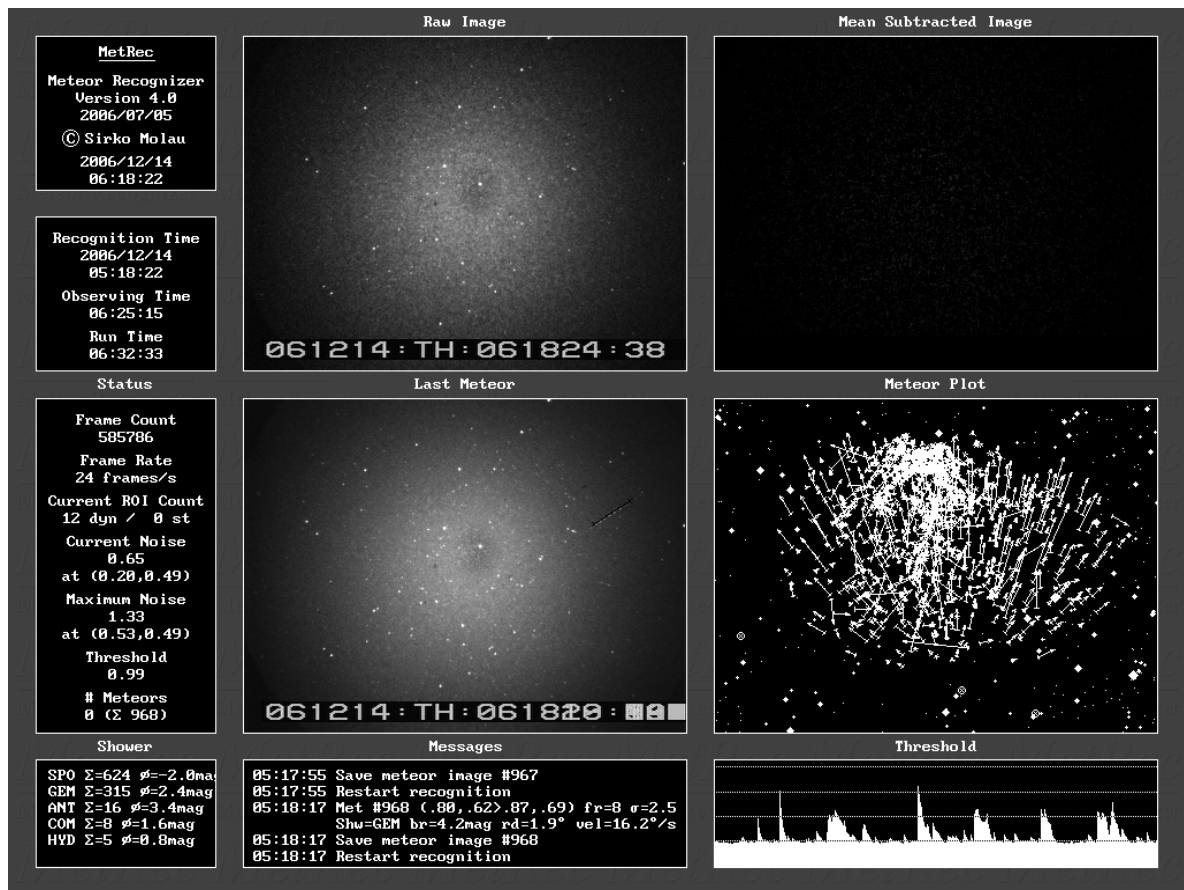 Raw Image
Mean Subtracted Image
MetRec
Meteor Recognizer
Version 4.0
2006/07/05
© Sirko Molau
2006/12/14
06:18:22
061214:TH:061824:38
Recognition Time
2006/12/14
05:18:22
Observing Time
06:25:15
Run Time
06:32:33
Status
Last Meteor
Meteor Plot
Frame Count
585786
Frame Rate
24 frames/s
Current ROI Count
12 dyn / 0 st
Current Noise
0.65
at (0.20,0.49)
Maximum Noise
1.33
at (0.53,0.49)
Threshold
0.99
# Meteors
0 (Σ 968)
061214:TH:0618
Shower
Messages
Threshold
SPO Σ=624 ø=-2.0mag
GEM Σ=315 ø=2.4mag
ANT Σ=16 ø=3.4mag
COM Σ=8 ø=1.6mag
HYD Σ=5 ø=0.8mag
05:17:55 Save meteor image #967
05:17:55 Restart recognition
05:18:17 Met #968 (.80,.62>.87,.69) fr=8 σ=2.5
Shw=GEM br=4.2mag rd=1.9° vel=16.2°/s
05:18:17 Save meteor image #968
05:18:17 Restart recognition